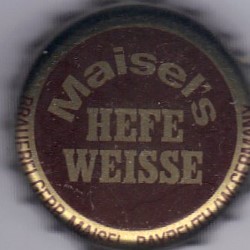 Maisel's
HEFE
WEISSE
BRAUEREI GEBR. MAISEL BAYREUTH/W. GERMANY